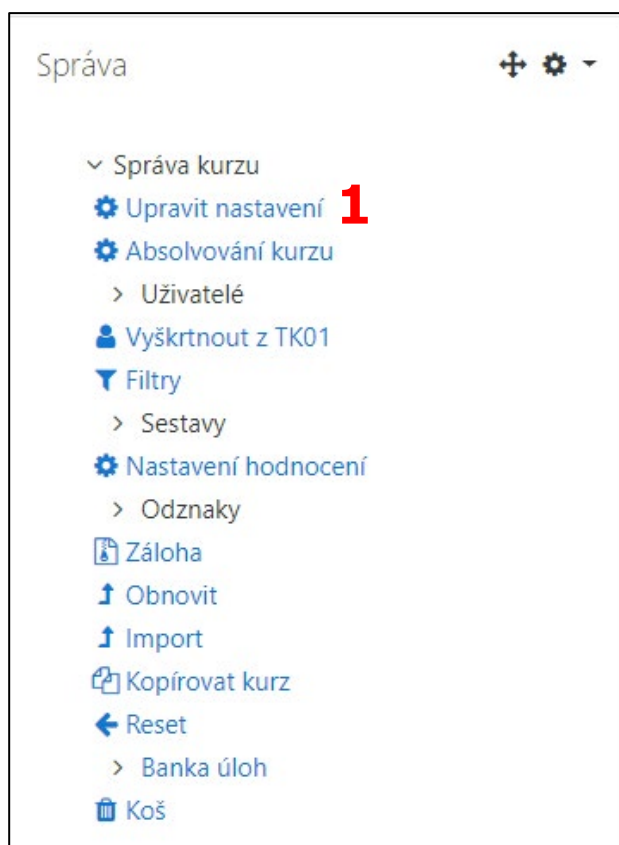 Správa
Správa kurzu
Upravit nastavení 1
Absolvování kurzu
Uživatelé
Vyškrtnout z TK01
Filtry
Sestavy
Nastavení hodnocení
Odznaky
Záloha
Obnovit
Import
Kopírovat kurz
Reset
Banka úloh
Koš